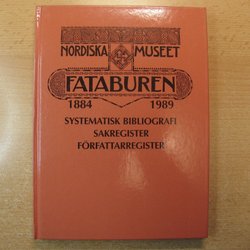 NORDISKA MUSEET
FATABUREN
1884 1989
SYSTEMATISK BIBLIOGRAFI
SAKREGISTER
FÖRFATTARREGISTER